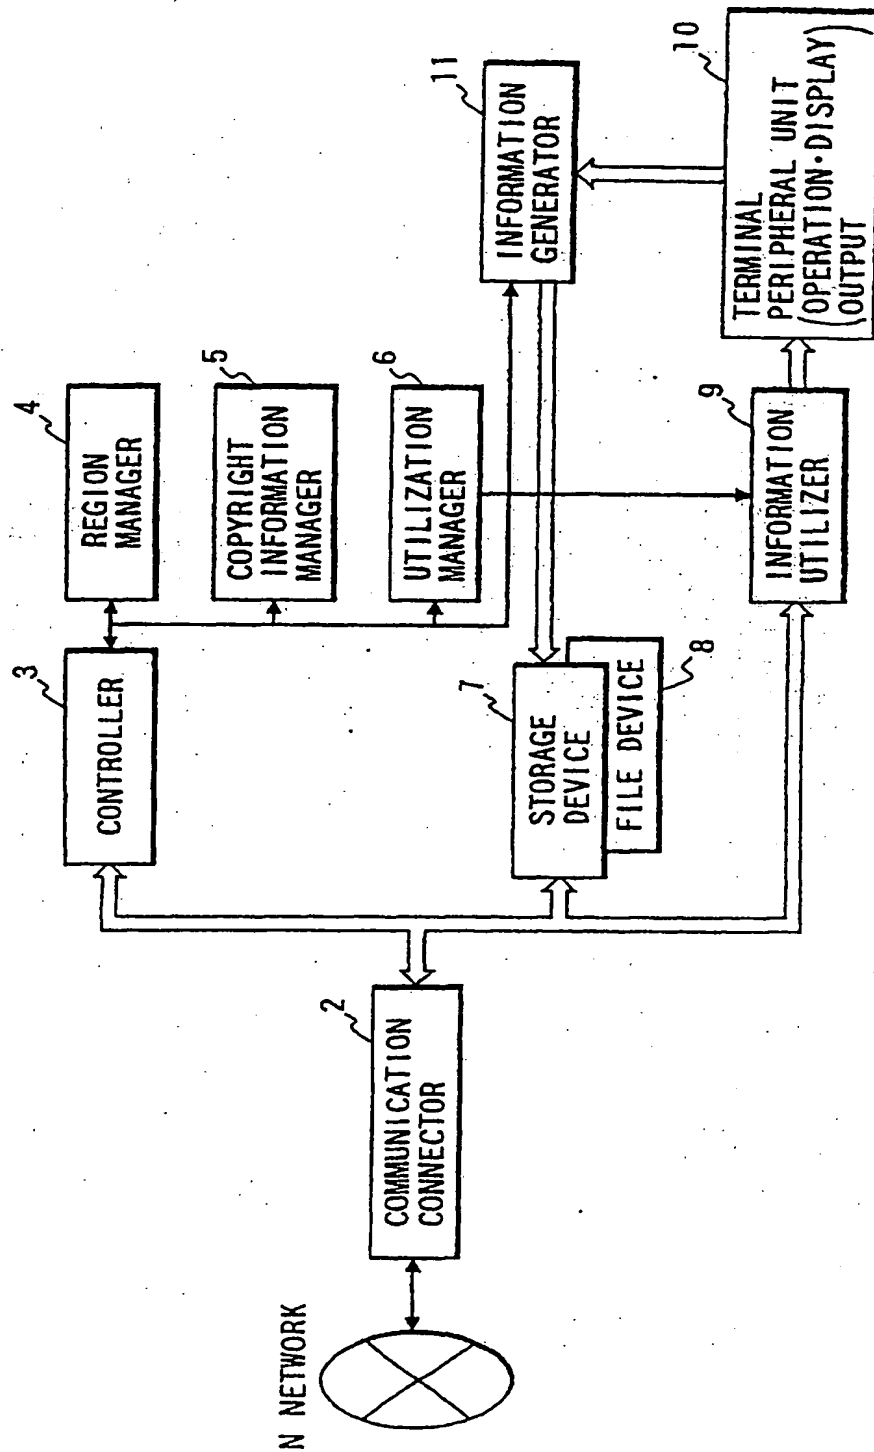 N NETWORK
2
COMMUNICATION
CONNECTOR
3
CONTROLLER
4
REGION
MANAGER
5
COPYRIGHT
INFORMATION
MANAGER
6
UTILIZATION
MANAGER
7
STORAGE
DEVICE
FILE DEVICE
8
9
INFORMATION
UTILIZER
11
INFORMATION
GENERATOR
10
TERMINAL
PERIPHERAL UNIT
(OPERATION·DISPLAY)
(OUTPUT )